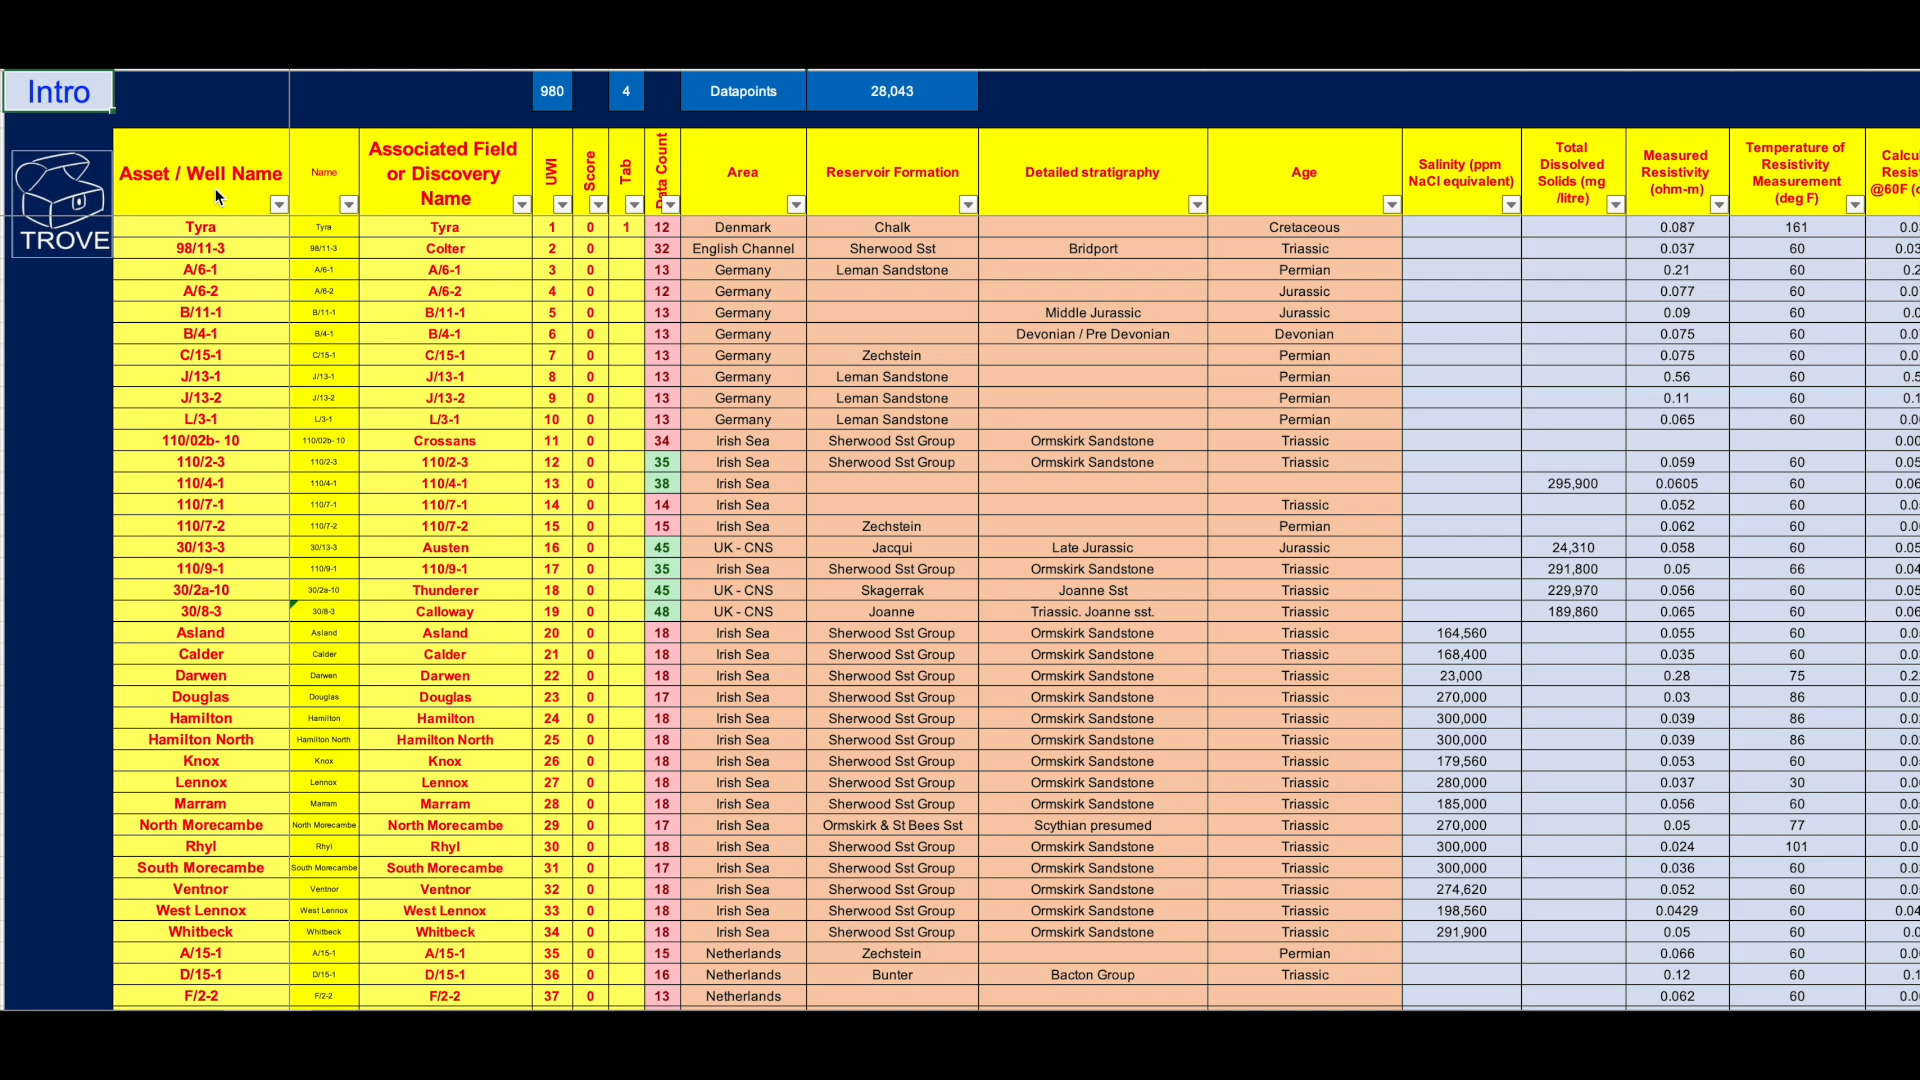 Intro 980 4 Datapoints 28,043
TROVE
Asset / Well Name Name Associated Field or Discovery Name UWI Score Tab Data Count Area Reservoir Formation Detailed stratigraphy Age Salinity (ppm NaCl equivalent) Total Dissolved Solids (mg /litre) Measured Resistivity (ohm-m) Temperature of Resistivity Measurement (deg F) @60F
Tyra Tyra Tyra 1 0 1 12 Denmark Chalk Cretaceous 0.087 161
98/11-3 98/11-3 Colter 2 0 32 English Channel Sherwood Sst Bridport Triassic 0.037 60
A/6-1 A/6-1 A/6-1 3 0 13 Germany Leman Sandstone Permian 0.21 60
A/6-2 A/6-2 A/6-2 4 0 12 Germany Jurassic 0.077 60
B/11-1 B/11-1 B/11-1 5 0 13 Germany Middle Jurassic Jurassic 0.09 60
B/4-1 B/4-1 B/4-1 6 0 13 Germany Devonian / Pre Devonian Devonian 0.075 60
C/15-1 C/15-1 C/15-1 7 0 13 Germany Zechstein Permian 0.075 60
J/13-1 J/13-1 J/13-1 8 0 13 Germany Leman Sandstone Permian 0.56 60
J/13-2 J/13-2 J/13-2 9 0 13 Germany Leman Sandstone Permian 0.11 60
L/3-1 L/3-1 L/3-1 10 0 13 Germany Leman Sandstone Permian 0.065 60
110/02b- 10 110/02b- 10 Crossans 11 0 34 Irish Sea Sherwood Sst Group Ormskirk Sandstone Triassic
110/2-3 110/2-3 110/2-3 12 0 35 Irish Sea Sherwood Sst Group Ormskirk Sandstone Triassic 0.059 60
110/4-1 110/4-1 110/4-1 13 0 38 Irish Sea 295,900 0.0605 60
110/7-1 110/7-1 110/7-1 14 0 14 Irish Sea Triassic 0.052 60
110/7-2 110/7-2 110/7-2 15 0 15 Irish Sea Zechstein Permian 0.062 60
30/13-3 30/13-3 Austen 16 0 45 UK - CNS Jacqui Late Jurassic Jurassic 24,310 0.058 60
110/9-1 110/9-1 110/9-1 17 0 35 Irish Sea Sherwood Sst Group Ormskirk Sandstone Triassic 291,800 0.05 66
30/2a-10 30/2a-10 Thunderer 18 0 45 UK - CNS Skagerrak Joanne Sst Triassic 229,970 0.056 60
30/8-3 30/8-3 Calloway 19 0 48 UK - CNS Joanne Triassic. Joanne sst. Triassic 189,860 0.065 60
Asland Asland Asland 20 0 18 Irish Sea Sherwood Sst Group Ormskirk Sandstone Triassic 164,560 0.055 60
Calder Calder Calder 21 0 18 Irish Sea Sherwood Sst Group Ormskirk Sandstone Triassic 168,400 0.035 60
Darwen Darwen Darwen 22 0 18 Irish Sea Sherwood Sst Group Ormskirk Sandstone Triassic 23,000 0.28 75
Douglas Douglas Douglas 23 0 17 Irish Sea Sherwood Sst Group Ormskirk Sandstone Triassic 270,000 0.03 86
Hamilton Hamilton Hamilton 24 0 18 Irish Sea Sherwood Sst Group Ormskirk Sandstone Triassic 300,000 0.039 86
Hamilton North Hamilton North Hamilton North 25 0 18 Irish Sea Sherwood Sst Group Ormskirk Sandstone Triassic 300,000 0.039 86
Knox Knox Knox 26 0 18 Irish Sea Sherwood Sst Group Ormskirk Sandstone Triassic 179,560 0.053 60
Lennox Lennox Lennox 27 0 18 Irish Sea Sherwood Sst Group Ormskirk Sandstone Triassic 280,000 0.037 30
Marram Marram Marram 28 0 18 Irish Sea Sherwood Sst Group Ormskirk Sandstone Triassic 185,000 0.056 60
North Morecambe North Morecambe North Morecambe 29 0 17 Irish Sea Ormskirk & St Bees Sst Scythian presumed Triassic 270,000 0.05 77
Rhyl Rhyl Rhyl 30 0 18 Irish Sea Sherwood Sst Group Ormskirk Sandstone Triassic 300,000 0.024 101
South Morecambe South Morecambe South Morecambe 31 0 17 Irish Sea Sherwood Sst Group Ormskirk Sandstone Triassic 300,000 0.036 60
Ventnor Ventnor Ventnor 32 0 18 Irish Sea Sherwood Sst Group Ormskirk Sandstone Triassic 274,620 0.052 60
West Lennox West Lennox West Lennox 33 0 18 Irish Sea Sherwood Sst Group Ormskirk Sandstone Triassic 198,560 0.0429 60
Whitbeck Whitbeck Whitbeck 34 0 18 Irish Sea Sherwood Sst Group Ormskirk Sandstone Triassic 291,900 0.05 60
A/15-1 A/15-1 A/15-1 35 0 15 Netherlands Zechstein Permian 0.066 60
D/15-1 D/15-1 D/15-1 36 0 16 Netherlands Bunter Bacton Group Triassic 0.12 60
F/2-2 F/2-2 F/2-2 37 0 13 Netherlands 0.062 60